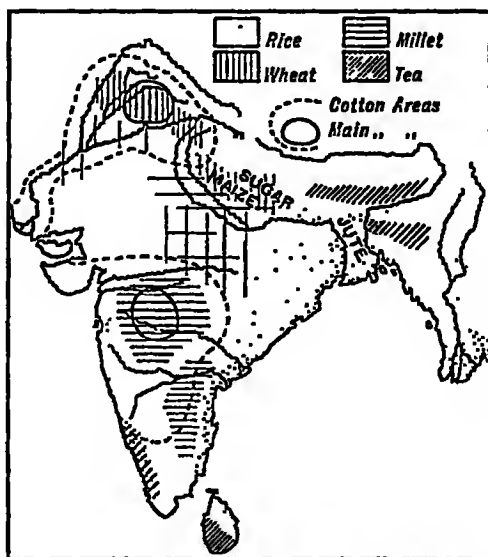 Rice Millet
Wheat Tea
Cotton Areas
Main „ „
SUGAR
MAIZE
JUTE